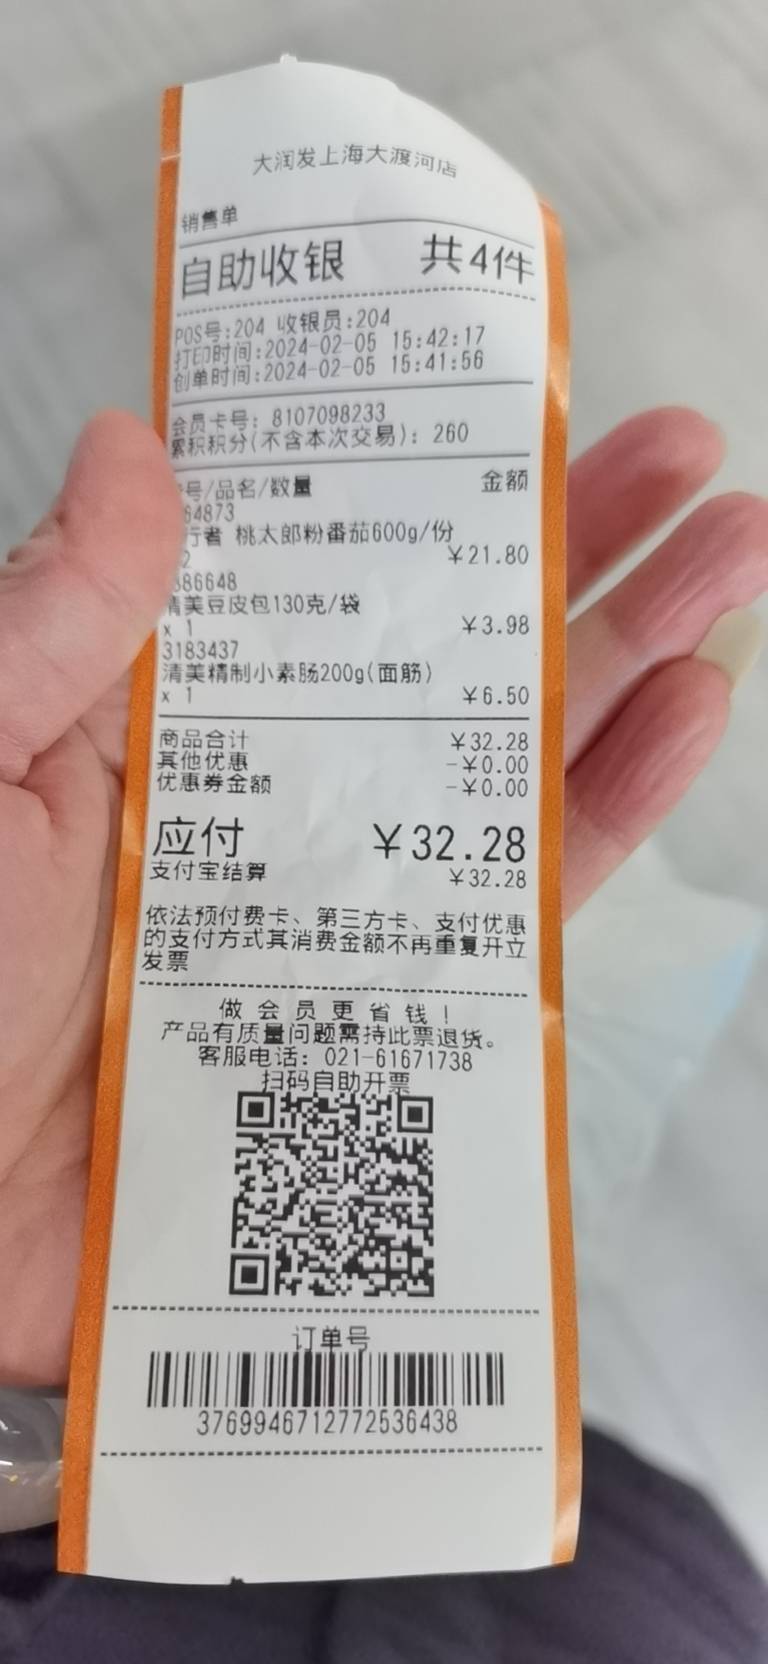 大润发上海大渡河店
销售单
自助收银 共4件
POS号:204 收银员:204
打印时间:2024-02-05 15:42:17
创单时间:2024-02-05 15:41:56
会员卡号: 8107098233
累积积分(不含本次交易): 260
号/品名/数量 金额
64873
行者 桃太郎粉番茄600g/份
2 ￥21.80
386648
清美豆皮包130克/袋
x 1 ￥3.98
3183437
清美精制小素肠200g(面筋)
x 1 ￥6.50
商品合计 ￥32.28
其他优惠 -￥0.00
优惠券金额 -￥0.00
应付 ￥32.28
支付宝结算 ￥32.28
依法预付费卡、第三方卡、支付优惠
的支付方式其消费金额不再重复开立
发票
做会员更省钱!
产品有质量问题需持此票退货。
客服电话: 021-61671738
扫码自助开票
订单号
3769946712772536438